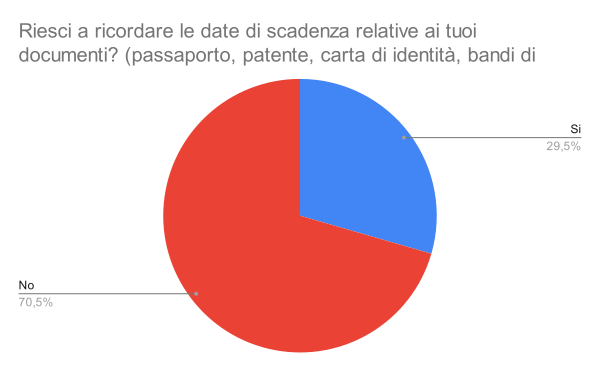 Riesci a ricordare le date di scadenza relative ai tuoi
documenti? (passaporto, patente, carta di identità, bandi di
Si
29,5%
No
70,5%